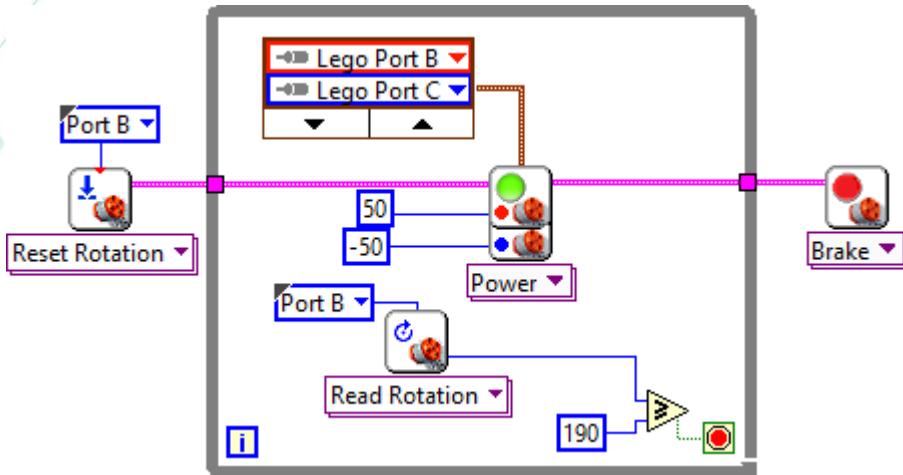 Lego Port B
Lego Port C
Port B
50
-50
Reset Rotation
Power
Brake
Port B
Read Rotation
i
190